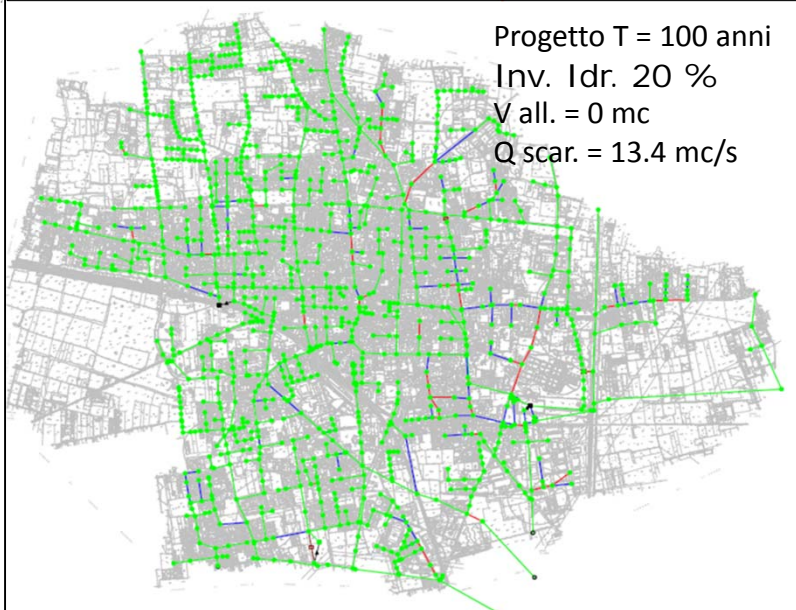 Progetto T = 100 anni
Inv. Idr. 20 %
V all. = 0 mc
Q scar. = 13.4 mc/s